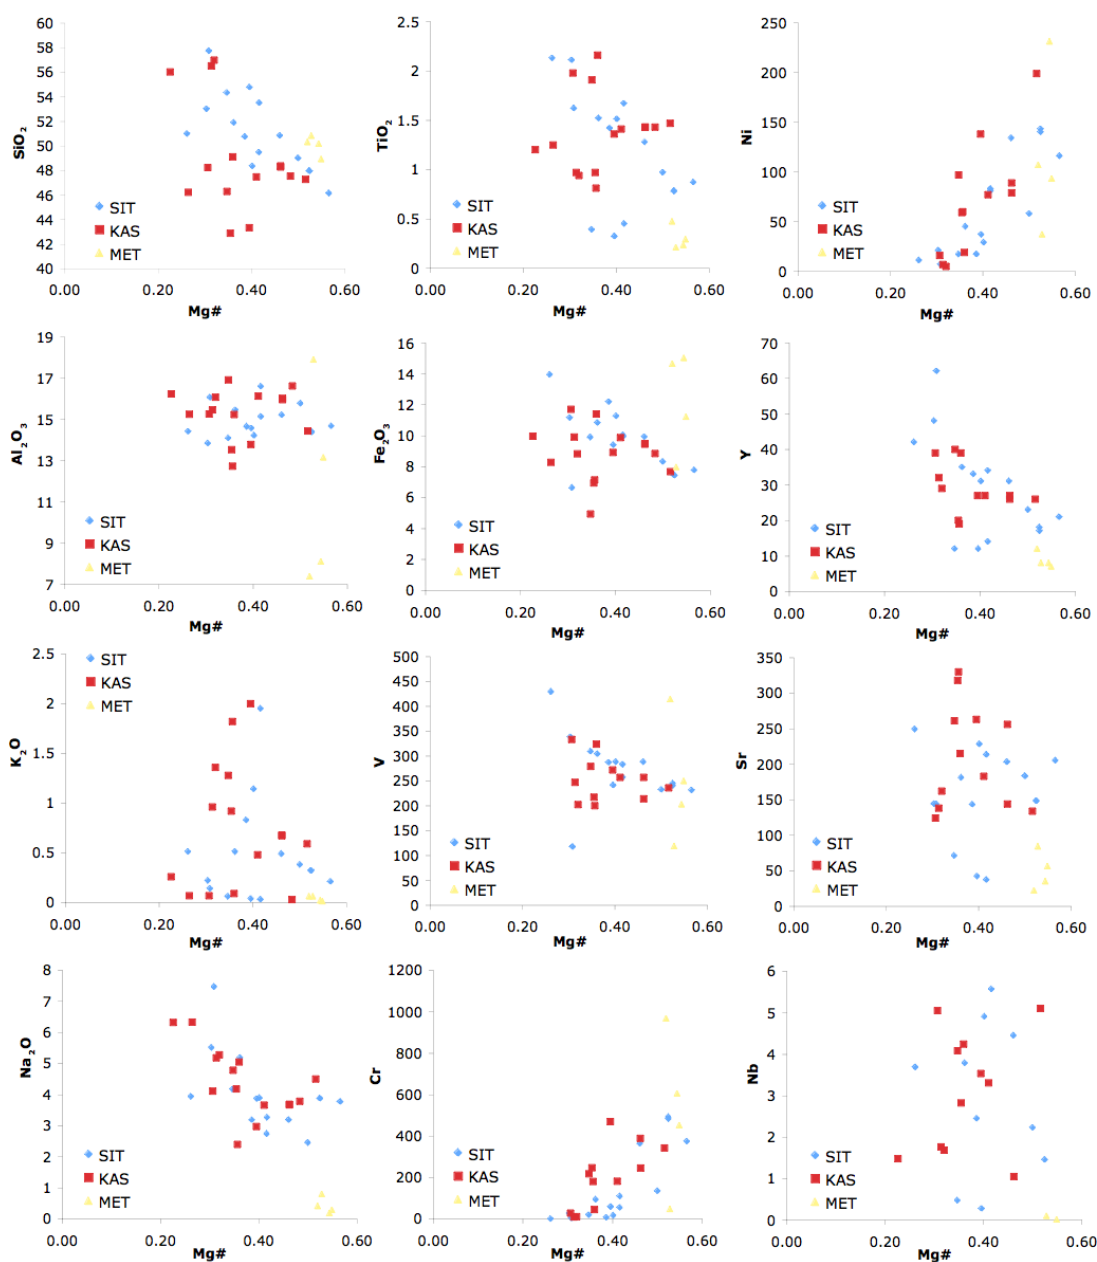 60
58
56
54
52
50
48
46
44
42
40
SiO2
SIT
KAS
MET
0.00 0.20 0.40 0.60
Mg#
2.5
2
1.5
1
0.5
0
TiO2
SIT
KAS
MET
0.00 0.20 0.40 0.60
Mg#
250
200
150
100
50
0
Ni
SIT
KAS
MET
0.00 0.20 0.40 0.60
Mg#
19
17
15
13
11
9
7
Al2O3
SIT
KAS
MET
0.00 0.20 0.40 0.60
Mg#
16
14
12
10
8
6
4
2
0
Fe2O3
SIT
KAS
MET
0.00 0.20 0.40 0.60
Mg#
70
60
50
40
30
20
10
0
Y
SIT
KAS
MET
0.00 0.20 0.40 0.60
Mg#
2.5
2
1.5
1
0.5
0
K2O
SIT
KAS
MET
0.00 0.20 0.40 0.60
Mg#
500
450
400
350
300
250
200
150
100
50
0
V
SIT
KAS
MET
0.00 0.20 0.40 0.60
Mg#
350
300
250
200
150
100
50
0
Sr
SIT
KAS
MET
0.00 0.20 0.40 0.60
Mg#
8
7
6
5
4
3
2
1
0
Na2O
SIT
KAS
MET
0.00 0.20 0.40 0.60
Mg#
1200
1000
800
600
400
200
0
Cr
SIT
KAS
MET
0.00 0.20 0.40 0.60
Mg#
6
5
4
3
2
1
0
Nb
SIT
KAS
MET
0.00 0.20 0.40 0.60
Mg#